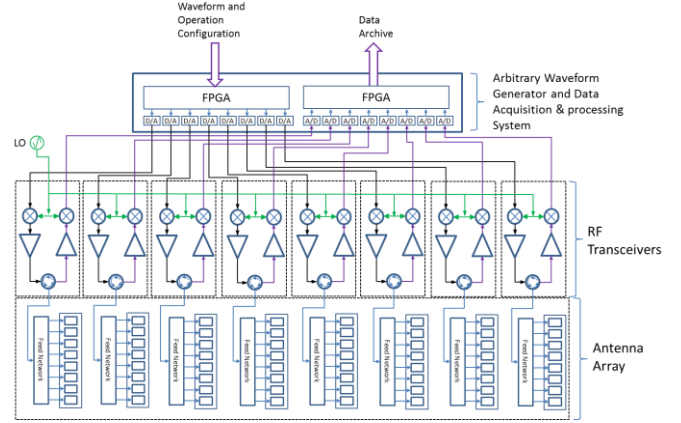 Waveform and
Operation
Configuration
Data
Archive
FPGA
FPGA
D/A D/A D/A D/A D/A D/A D/A D/A
A/D A/D A/D A/D A/D A/D A/D A/D
Arbitrary Waveform
Generator and Data
Acquisition & processing
System
LO
RF
Transceivers
Feed Network
Feed Network
Feed Network
Feed Network
Feed Network
Feed Network
Feed Network
Feed Network
Antenna
Array